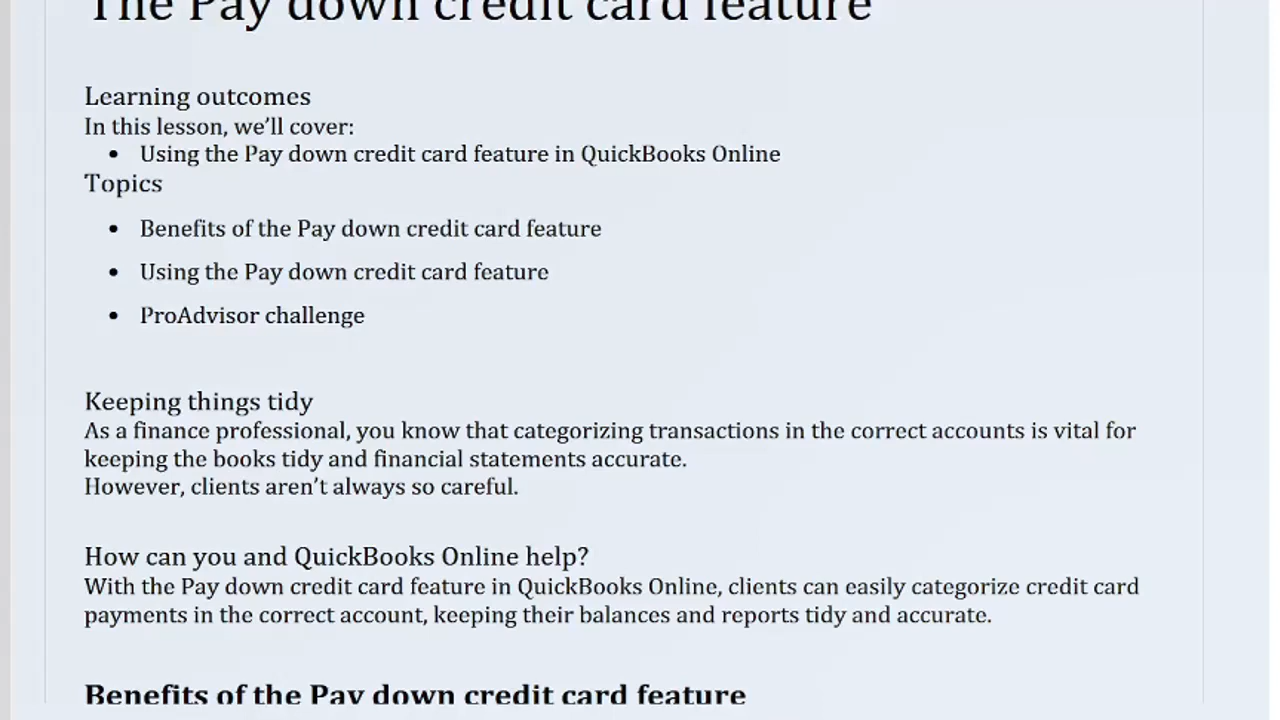 The Pay down credit card feature
Learning outcomes
In this lesson, we’ll cover:
• Using the Pay down credit card feature in QuickBooks Online
Topics
• Benefits of the Pay down credit card feature
• Using the Pay down credit card feature
• ProAdvisor challenge
Keeping things tidy
As a finance professional, you know that categorizing transactions in the correct accounts is vital for
keeping the books tidy and financial statements accurate.
However, clients aren’t always so careful.
How can you and QuickBooks Online help?
With the Pay down credit card feature in QuickBooks Online, clients can easily categorize credit card
payments in the correct account, keeping their balances and reports tidy and accurate.
Benefits of the Pay down credit card feature